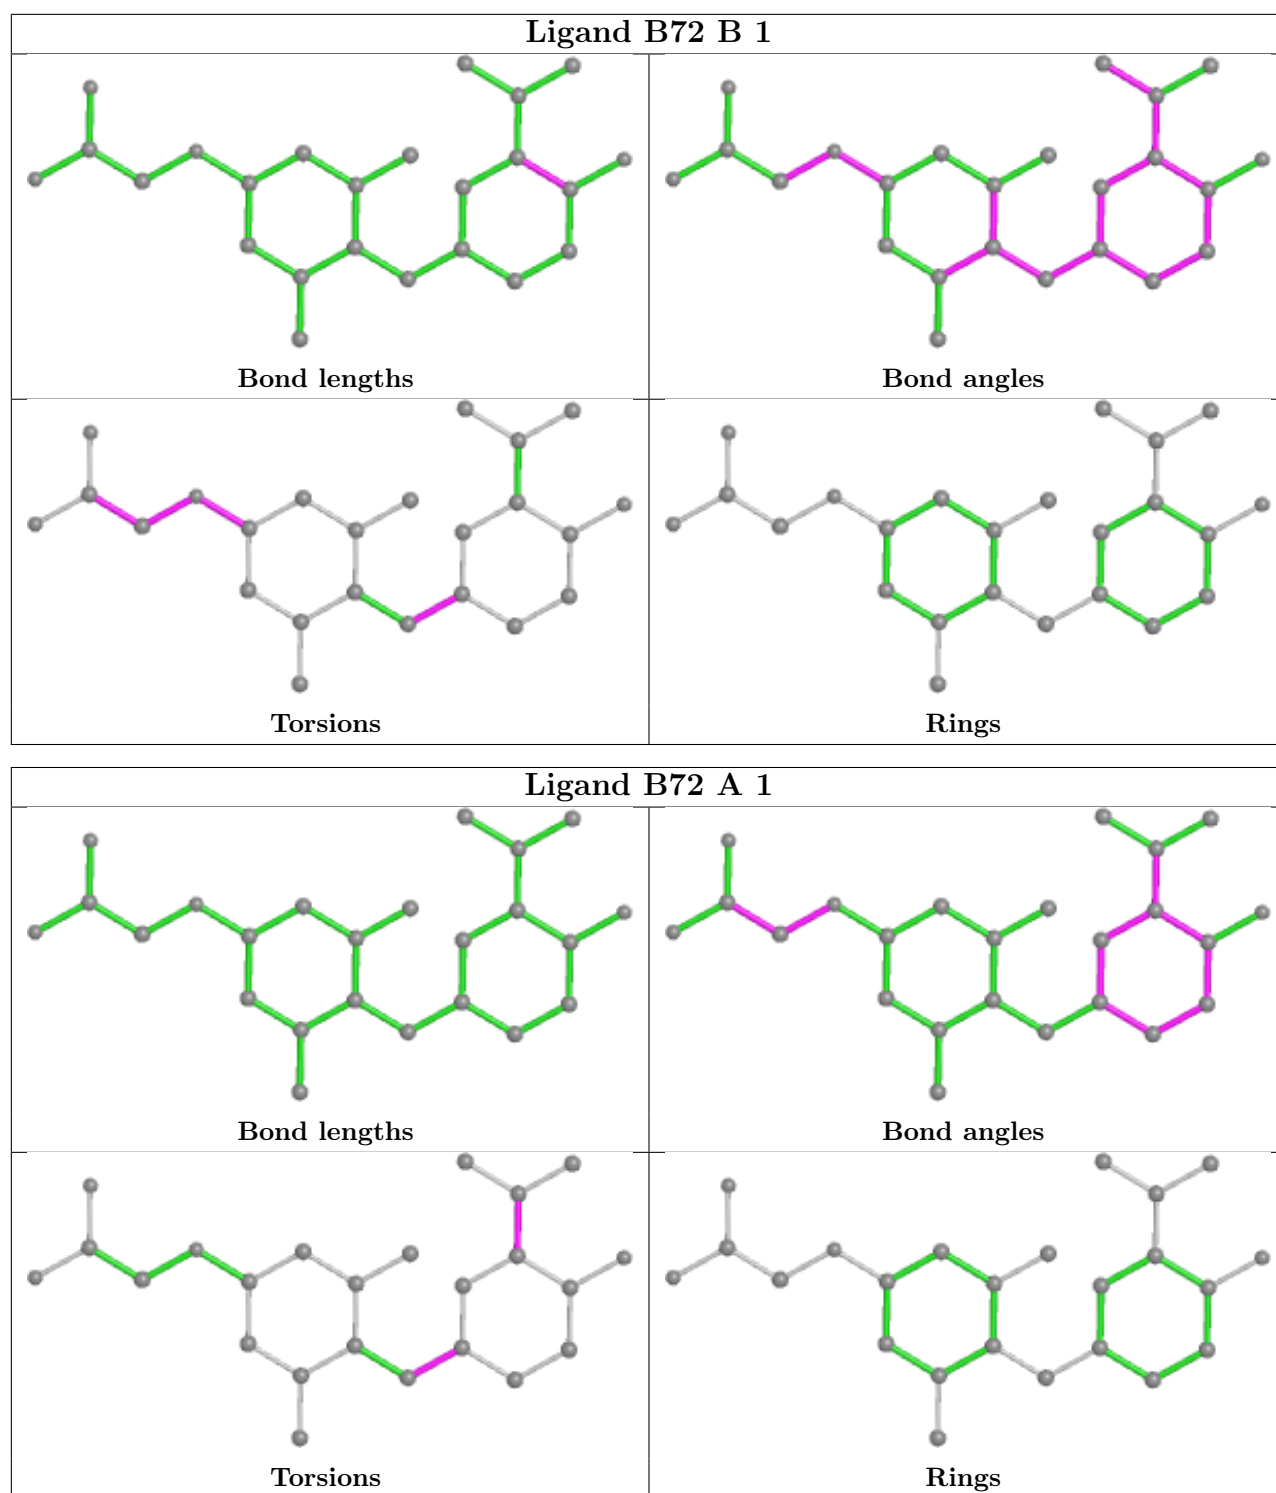 Ligand B72 B 1
Bond lengths
Bond angles
Torsions
Rings
Ligand B72 A 1
Bond lengths
Bond angles
Torsions
Rings